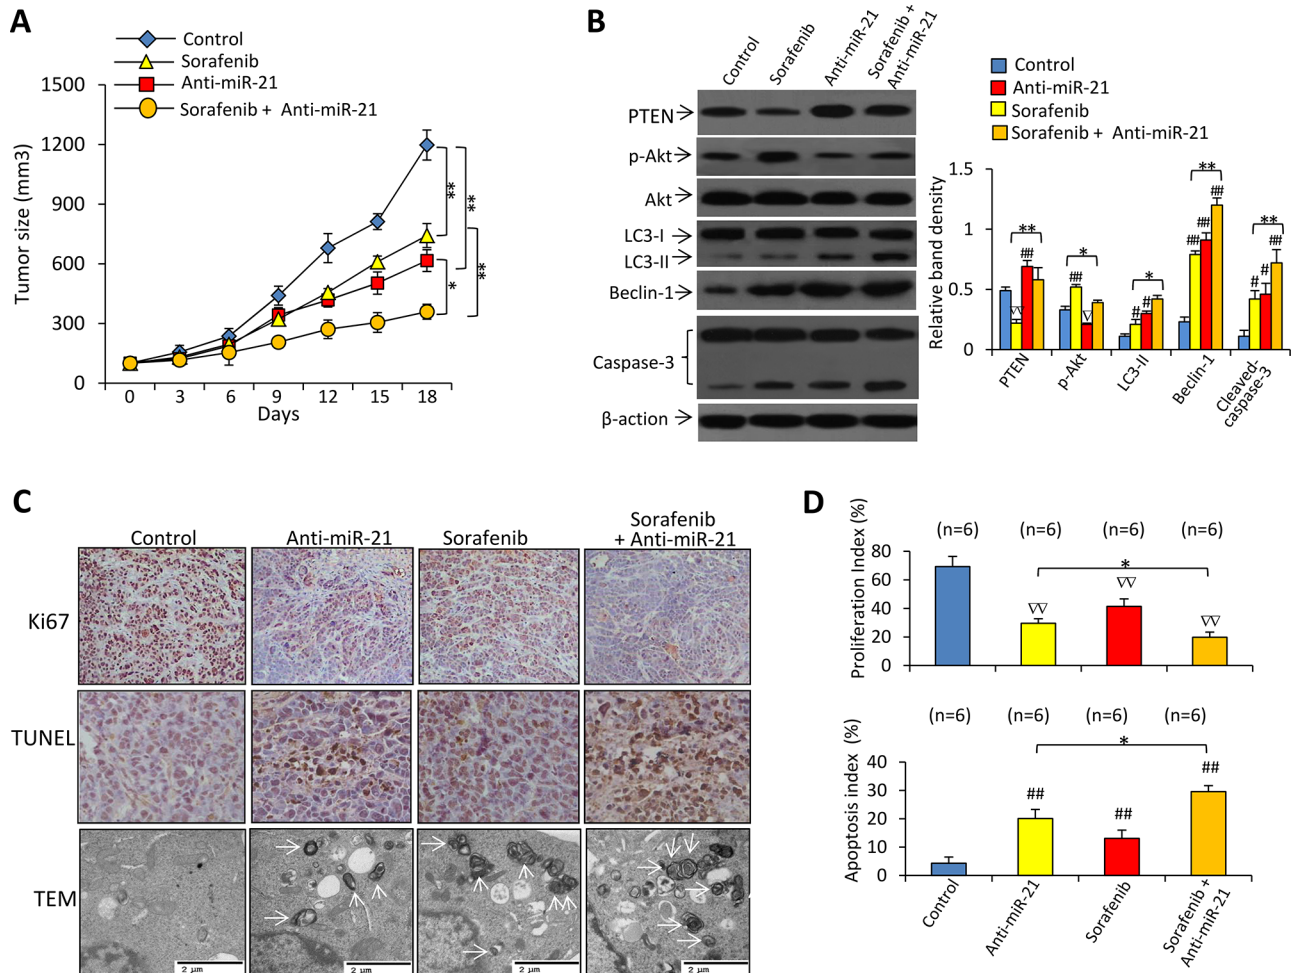 A
Control
Sorafenib
Anti-miR-21
Sorafenib + Anti-miR-21
Tumor size (mm3)
1500
1200
900
600
300
0
0 3 6 9 12 15 18
Days
**
**
**
*
B
Control
Sorafenib
Anti-miR-21
Sorafenib +
Anti-miR-21
PTEN
p-Akt
Akt
LC3-I
LC3-II
Beclin-1
Caspase-3
β-action
Control
Anti-miR-21
Sorafenib
Sorafenib + Anti-miR-21
Relative band density
1.5
1
0.5
0
**
##
▽▽
*
##
▽
*
#
#
**
##
##
##
**
#
#
##
PTEN
p-Akt
LC3-II
Beclin-1
Cleaved-
caspase-3
C
Control
Anti-miR-21
Sorafenib
Sorafenib
+ Anti-miR-21
Ki67
TUNEL
TEM
2 μm
2 μm
2 μm
2 μm
D
Proliferation Index (%)
(n=6) (n=6) (n=6) (n=6)
80
60
40
20
0
*
▽▽
▽▽
▽▽
Apoptosis index (%)
(n=6) (n=6) (n=6) (n=6)
40
30
20
10
0
*
##
##
##
Control
Anti-miR-21
Sorafenib
Sorafenib +
Anti-miR-21